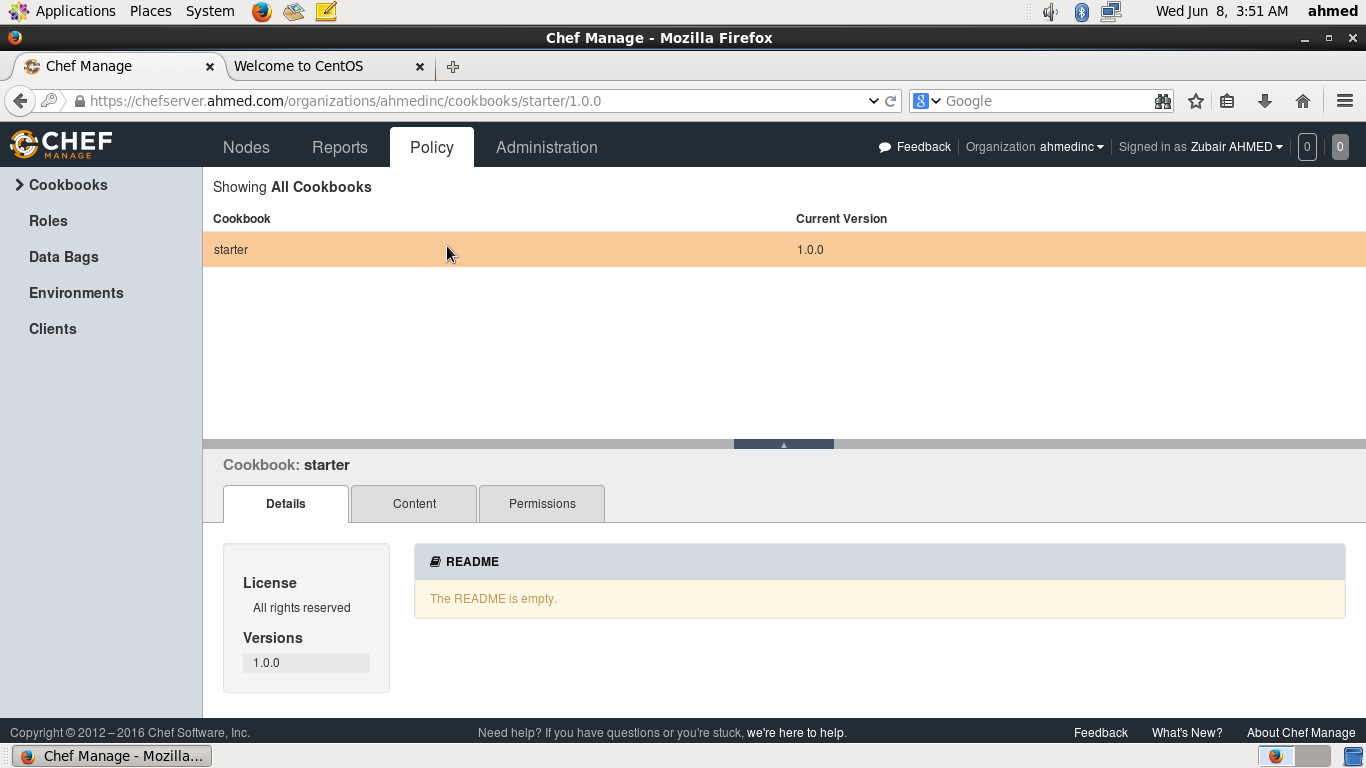 Applications Places System Wed Jun 8, 3:51 AM ahmed
Chef Manage - Mozilla Firefox
Chef Manage Welcome to CentOS
https://chefserver.ahmed.com/organizations/ahmedinc/cookbooks/starter/1.0.0 Google
CHEF MANAGE Nodes Reports Policy Administration Feedback Organization ahmedinc Signed in as Zubair AHMED 0 0
Cookbooks
Roles
Data Bags
Environments
Clients
Showing All Cookbooks
Cookbook Current Version
starter 1.0.0
Cookbook: starter
Details Content Permissions
License
All rights reserved
Versions
1.0.0
README
The README is empty.
Copyright © 2012–2016 Chef Software, Inc. Need help? If you have questions or you're stuck, we're here to help. Feedback What's New? About Chef Manage
Chef Manage - Mozilla...